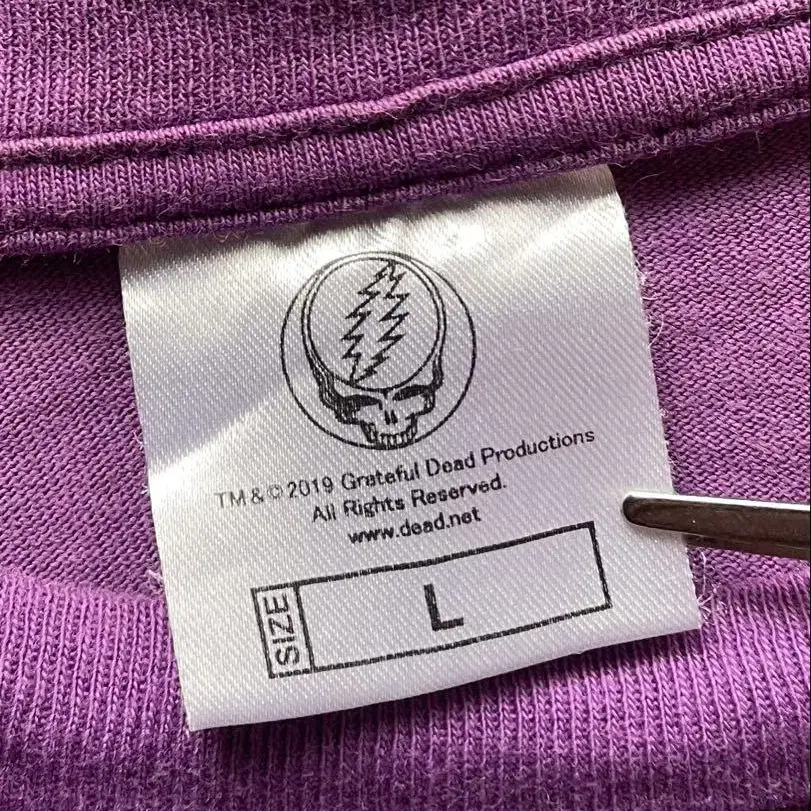 TM & © 2019 Grateful Dead Productions
All Rights Reserved.
www.dead.net
SIZE L